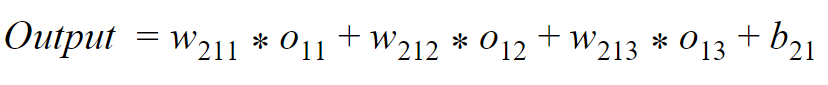 Output = w₂₁₁ * o₁₁ + w₂₁₂ * o₁₂ + w₂₁₃ * o₁₃ + b₂₁